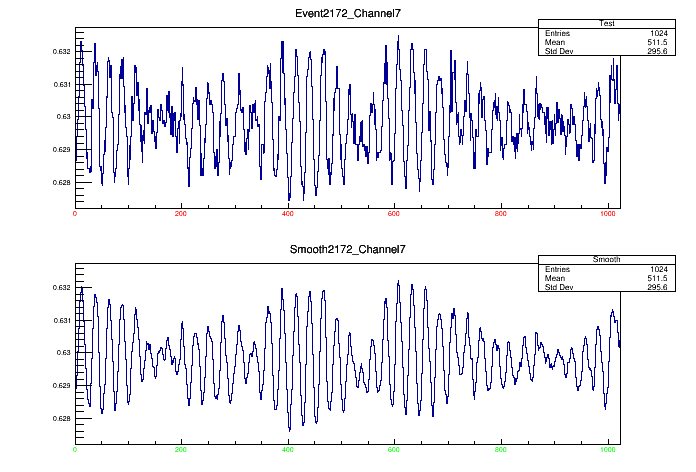 Event2172_Channel7
Test
Entries 1024
Mean 511.5
Std Dev 295.6
0.632
0.631
0.63
0.629
0.628
0 200 400 600 800 1000
Smooth2172_Channel7
Smooth
Entries 1024
Mean 511.5
Std Dev 295.6
0.632
0.631
0.63
0.629
0.628
0 200 400 600 800 1000